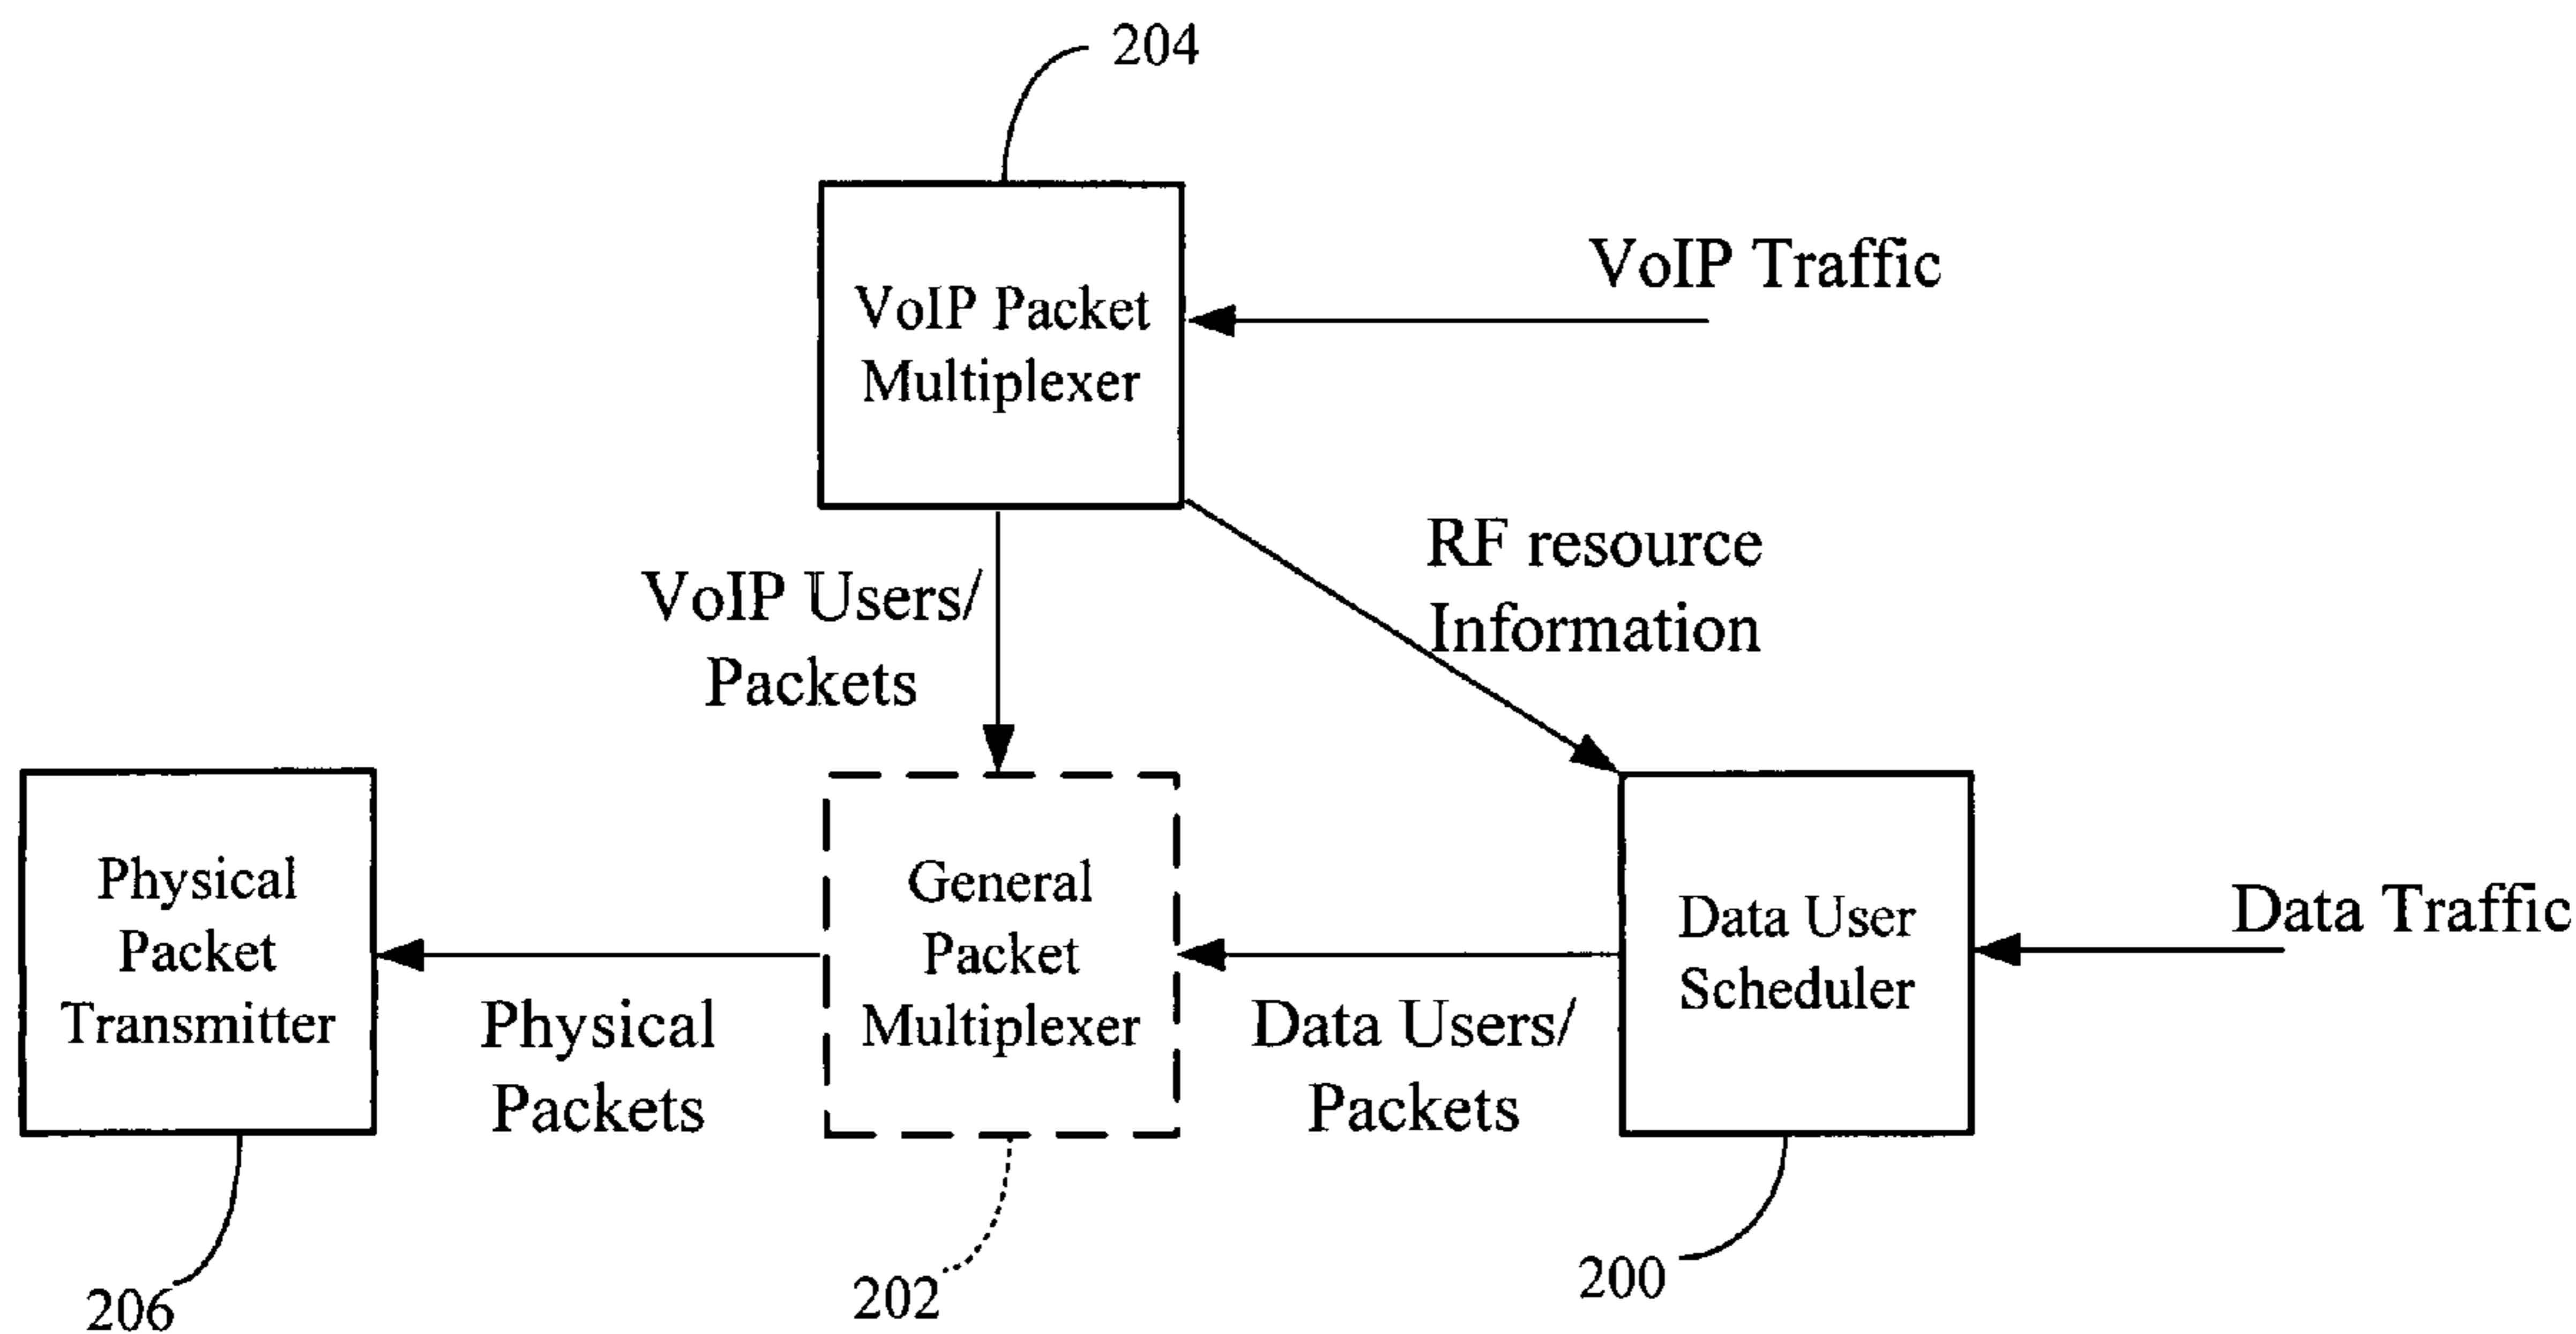 204
VoIP Packet
Multiplexer
VoIP Traffic
RF resource
Information
VoIP Users/
Packets
Physical
Packet
Transmitter
Physical
Packets
General
Packet
Multiplexer
Data Users/
Packets
Data User
Scheduler
Data Traffic
206
202
200